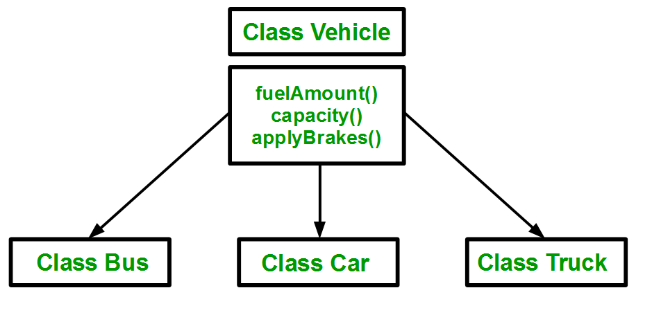 Class Vehicle
fuelAmount()
capacity()
applyBrakes()
Class Bus
Class Car
Class Truck